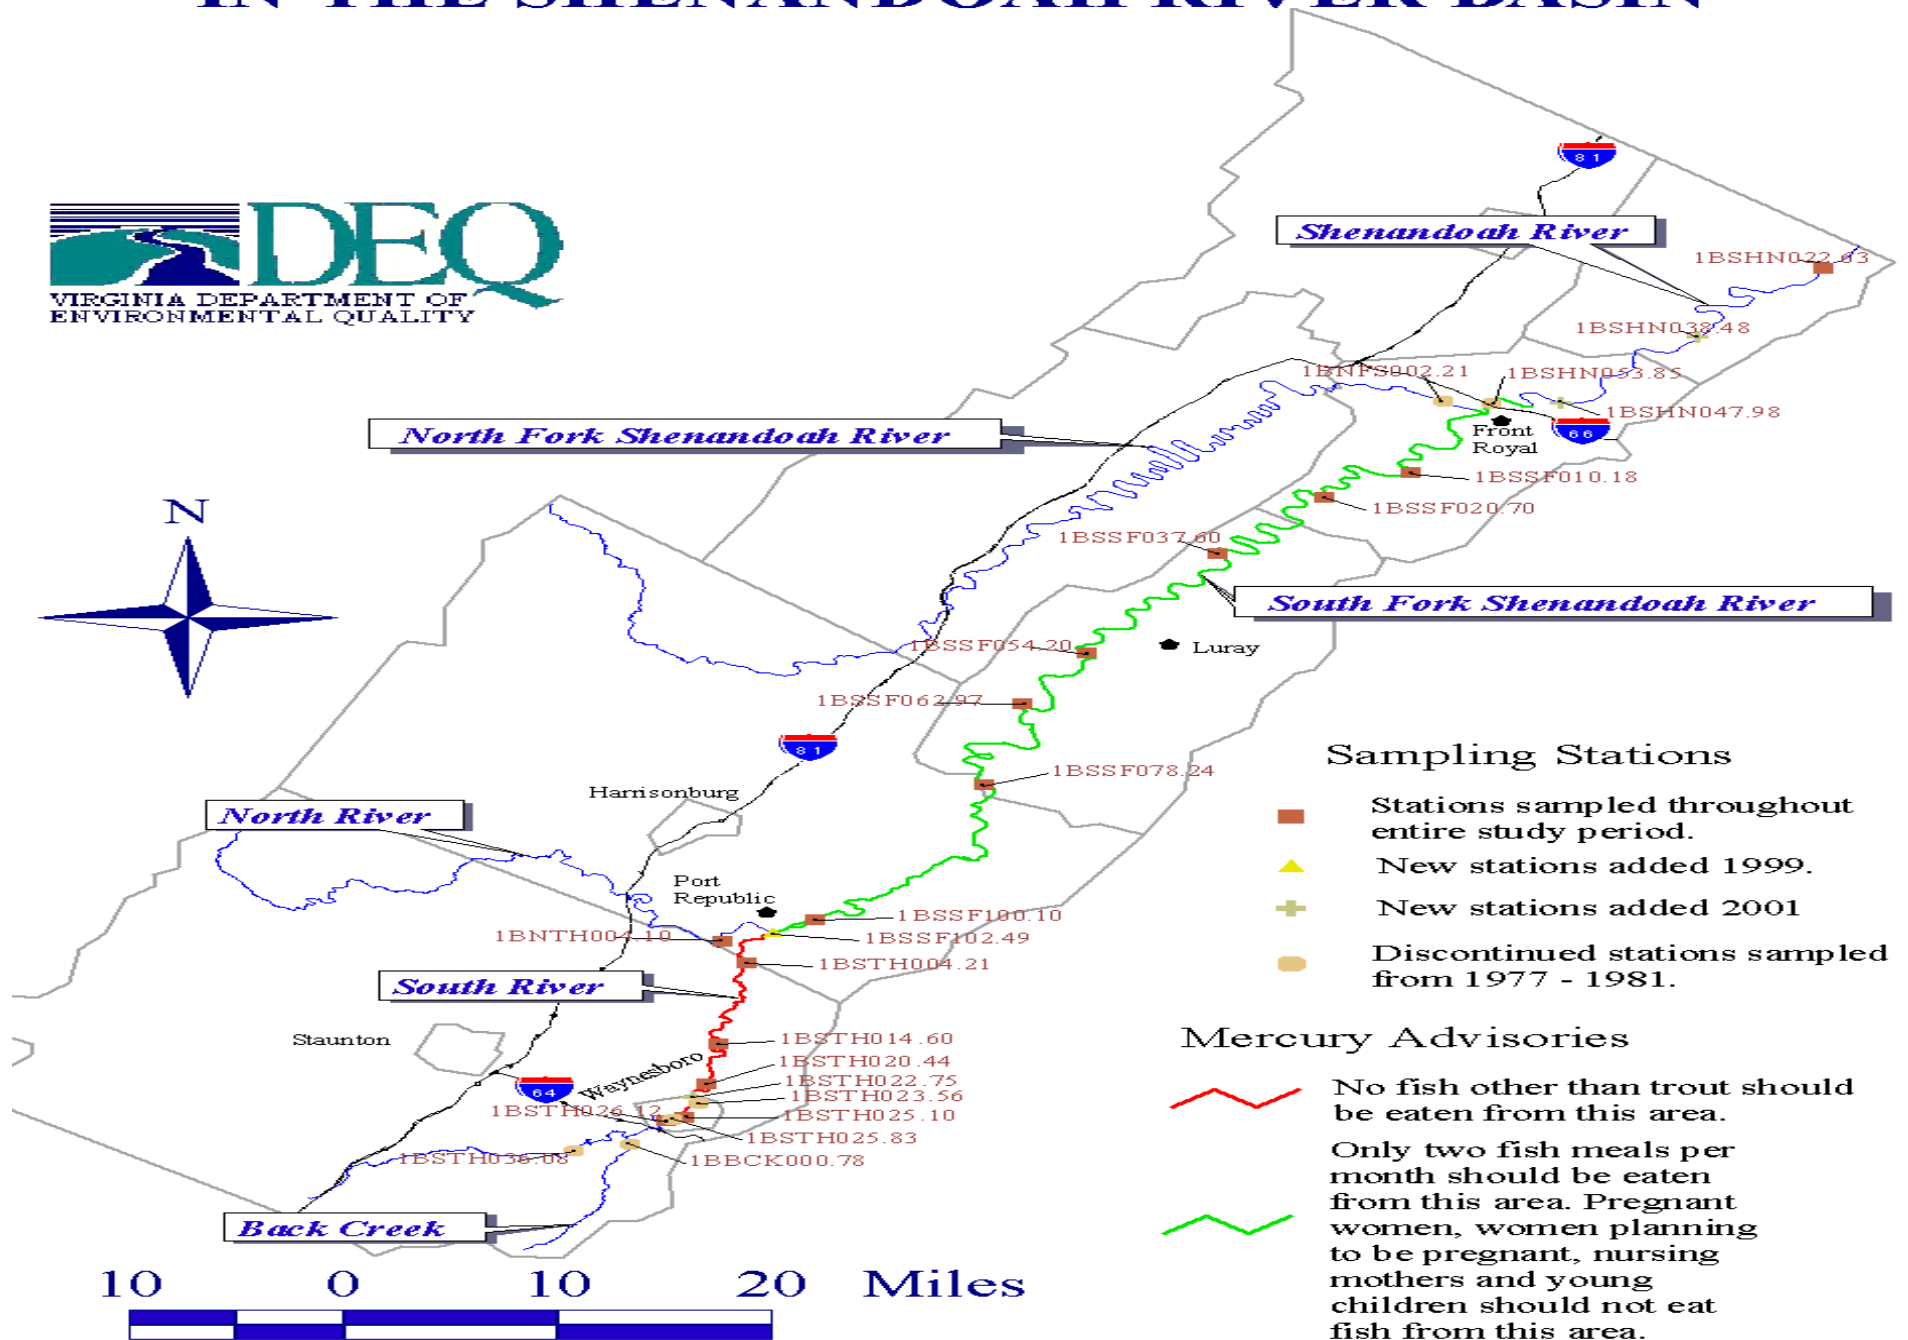 IN THE SHENANDOAH RIVER BASIN
81
Shenandoah River
1BSHN022.63
DEQ
VIRGINIA DEPARTMENT OF
ENVIRONMENTAL QUALITY
1BSHN038.48
1BNFS002.21
1BSHN053.85
1BSHN047.98
North Fork Shenandoah River
Front
Royal
66
1BSSF010.18
1BSSF020.70
N
1BSSF037.60
South Fork Shenandoah River
1BSSF054.20
Luray
1BSSF062.97
81
1BSSF078.24
Harrisonburg
North River
Port
Republic
1BSSF100.10
1BNTH004.10
1BSSF102.49
1BSTH004.21
South River
Staunton
1BSTH014.60
Waynesboro
1BSTH020.44
64
1BSTH022.75
1BSTH023.56
1BSTH026.12
1BSTH025.10
1BSTH025.83
1BSTH036.08
1BBCK000.78
Back Creek
10 0 10 20 Miles
Sampling Stations
Stations sampled throughout
entire study period.
New stations added 1999.
New stations added 2001
Discontinued stations sampled
from 1977 - 1981.
Mercury Advisories
No fish other than trout should
be eaten from this area.
Only two fish meals per
month should be eaten
from this area. Pregnant
women, women planning
to be pregnant, nursing
mothers and young
children should not eat
fish from this area.